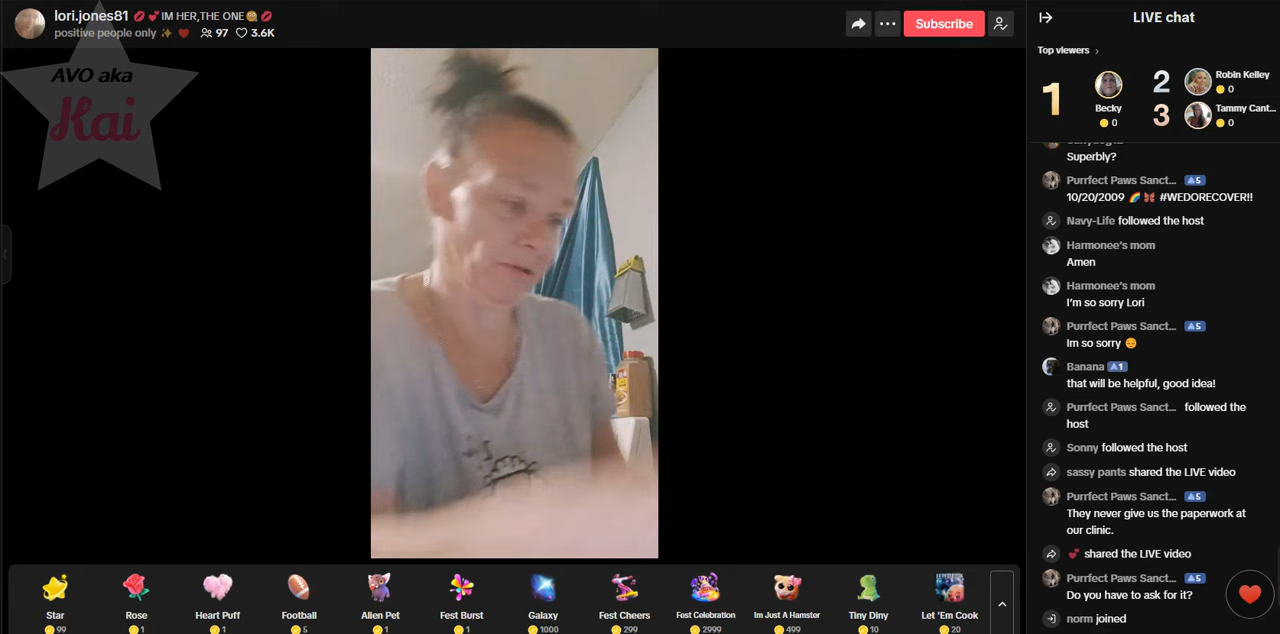 lori.jones81 💋💕IM HER,THE ONE🤗💋
positive people only ✨ ❤️ 97 3.6K
Subscribe
AVO aka
Kai
LIVE chat
Top viewers
1
Becky
0
2
Robin Kelley
0
3
Tammy Cant...
0
Superbly?
Purrfect Paws Sanct... 5
10/20/2009 🌈 🦋 #WEDORECOVER!!
Navy-Life followed the host
Harmonee's mom
Amen
Harmonee's mom
I'm so sorry Lori
Purrfect Paws Sanct... 5
Im so sorry 😔
Banana 1
that will be helpful, good idea!
Purrfect Paws Sanct... followed the
host
Sonny followed the host
sassy pants shared the LIVE video
Purrfect Paws Sanct... 5
They never give us the paperwork at
our clinic.
💕 shared the LIVE video
Purrfect Paws Sanct... 5
Do you have to ask for it?
norm joined
Star
99
Rose
1
Heart Puff
1
Football
5
Alien Pet
1
Fest Burst
1
Galaxy
1000
Fest Cheers
299
Fest Celebration
2999
Im Just A Hamstor
499
Tiny Diny
10
Let 'Em Cook
20